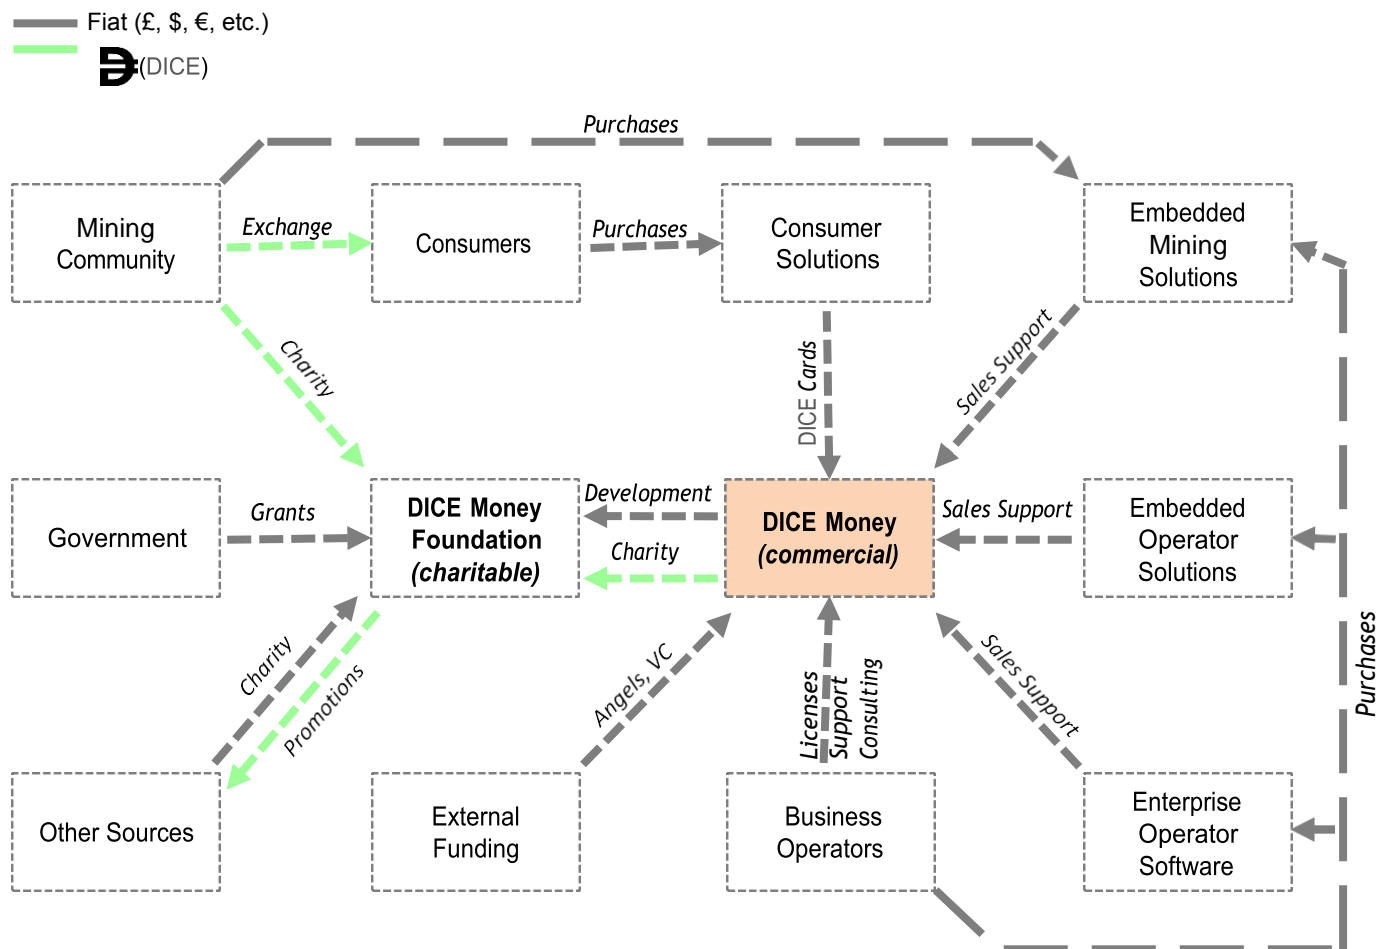 Fiat (£, $, €, etc.)
(DICE)
Purchases
Mining
Community
Exchange
Consumers
Purchases
Consumer
Solutions
Embedded
Mining
Solutions
Charity
DICE Cards
Sales Support
Government
Grants
DICE Money
Foundation
(charitable)
Development
Charity
DICE Money
(commercial)
Sales Support
Embedded
Operator
Solutions
Charity
Promotions
Angels, VC
Licenses
Support
Consulting
Sales Support
Purchases
Other Sources
External
Funding
Business
Operators
Enterprise
Operator
Software